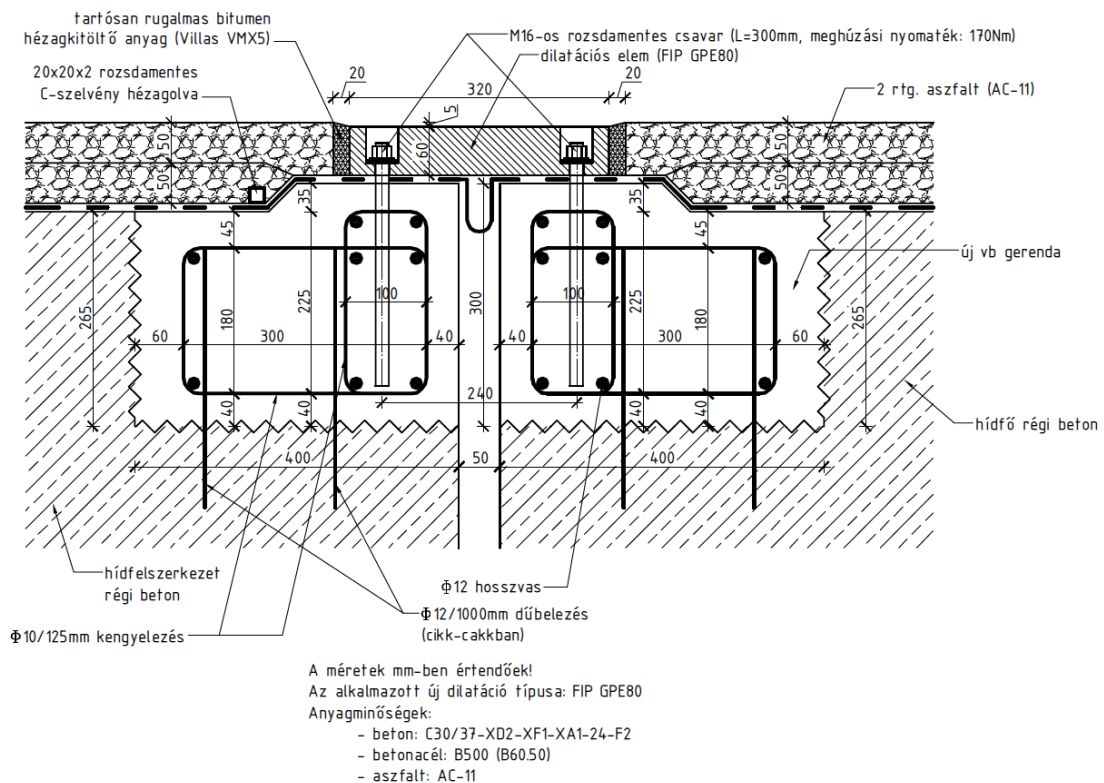 tartósan rugalmas bitumen
hézagkitöltő anyag (Villas VMX5)
M16-os rozsdamentes csavar (L=300mm, meghúzási nyomaték: 170Nm)
dilatációs elem (FIP GPE80)
20x20x2 rozsdamentes
C-szelvény hézagolva
2 rtg. aszfalt (AC-11)
20
320
20
5
50
60
60
50
50
50
35
35
45
45
új vb gerenda
265
180
225
100
300
100
225
180
265
60
300
40
40
300
60
240
40
40
40
40
hídfő régi beton
400
50
400
hídfelszerkezet
régi beton
Φ12 hosszvas
Φ12/1000mm dűbelezés
(cikk-cakkban)
Φ10/125mm kengyelezés
A méretek mm-ben értendőek!
Az alkalmazott új dilatáció típusa: FIP GPE80
Anyagminőségek:
- beton: C30/37-XD2-XF1-XA1-24-F2
- betonacél: B500 (B60.50)
- aszfalt: AC-11